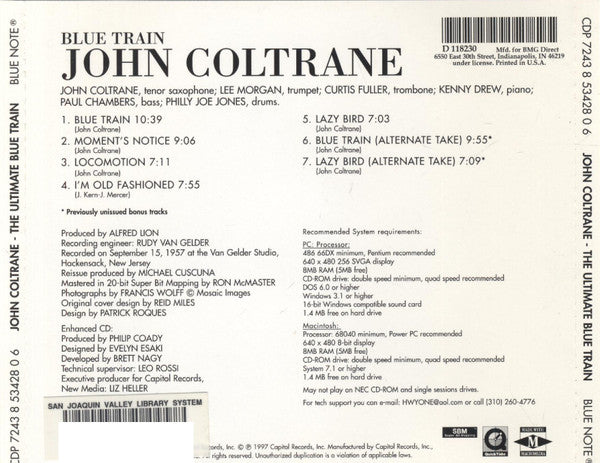 BLUE TRAIN
JOHN COLTRANE
JOHN COLTRANE, tenor saxophone; LEE MORGAN, trumpet; CURTIS FULLER, trombone; KENNY DREW, piano;
PAUL CHAMBERS, bass; PHILLY JOE JONES, drums.
D 118230 Mfd. for BMG Direct
6550 East 30th Street, Indianapolis, IN 46219
under license. Printed in U.S.A.
1. BLUE TRAIN 10:39
(John Coltrane)
2. MOMENT'S NOTICE 9:06
(John Coltrane)
3. LOCOMOTION 7:11
(John Coltrane)
4. I'M OLD FASHIONED 7:55
(J. Kern-J. Mercer)
5. LAZY BIRD 7:03
(John Coltrane)
6. BLUE TRAIN (ALTERNATE TAKE) 9:55*
(John Coltrane)
7. LAZY BIRD (ALTERNATE TAKE) 7:09*
(John Coltrane)
* Previously unissued bonus tracks
Produced by ALFRED LION
Recording engineer: RUDY VAN GELDER
Recorded on September 15, 1957 at the Van Gelder Studio,
Hackensack, New Jersey
Reissue produced by MICHAEL CUSCUNA
Mastered in 20-bit Super Bit Mapping by RON McMASTER
Photographs by FRANCIS WOLFF © Mosaic Images
Original cover design by REID MILES
Design by PATRICK ROQUES
Enhanced CD:
Produced by PHILIP COADY
Designed by EVELYN ESAKI
Developed by BRETT NAGY
Technical supervisor: LEO ROSSI
Executive producer for Capitol Records,
New Media: LIZ HELLER
Recommended System requirements:
PC: Processor:
486 66DX minimum, Pentium recommended
640 x 480 256 SVGA display
8MB RAM (5MB free)
CD-ROM drive: double speed minimum, quad speed recommended
DOS 6.0 or higher
Windows 3.1 or higher
16-bit Windows compatible sound card
1.4 MB free on hard drive
Macintosh:
Processor: 68040 minimum, Power PC recommended
640 x 480 8-bit display
8MB RAM (5MB free)
CD-ROM drive: double speed minimum, quad speed recommended
System 7.1 or higher
1.4 MB free on hard drive
May not play on NEC CD-ROM and single sessions drives.
For tech support you can e-mail: HWYONE@aol.com or call (310) 260-4776
SAN JOAQUIN VALLEY LIBRARY SYSTEM
Records, Inc. ℗ © 1997 Capitol Records, Inc. Manufactured by Capitol Records, Inc.,
SBM
QuickTime
MADE WITH
M
MACROMEDIA
CDP 7243 8 53428 0 6 JOHN COLTRANE - THE ULTIMATE BLUE TRAIN BLUE NOTE®
CDP 7243 8 53428 0 6 JOHN COLTRANE - THE ULTIMATE BLUE TRAIN BLUE NOTE®